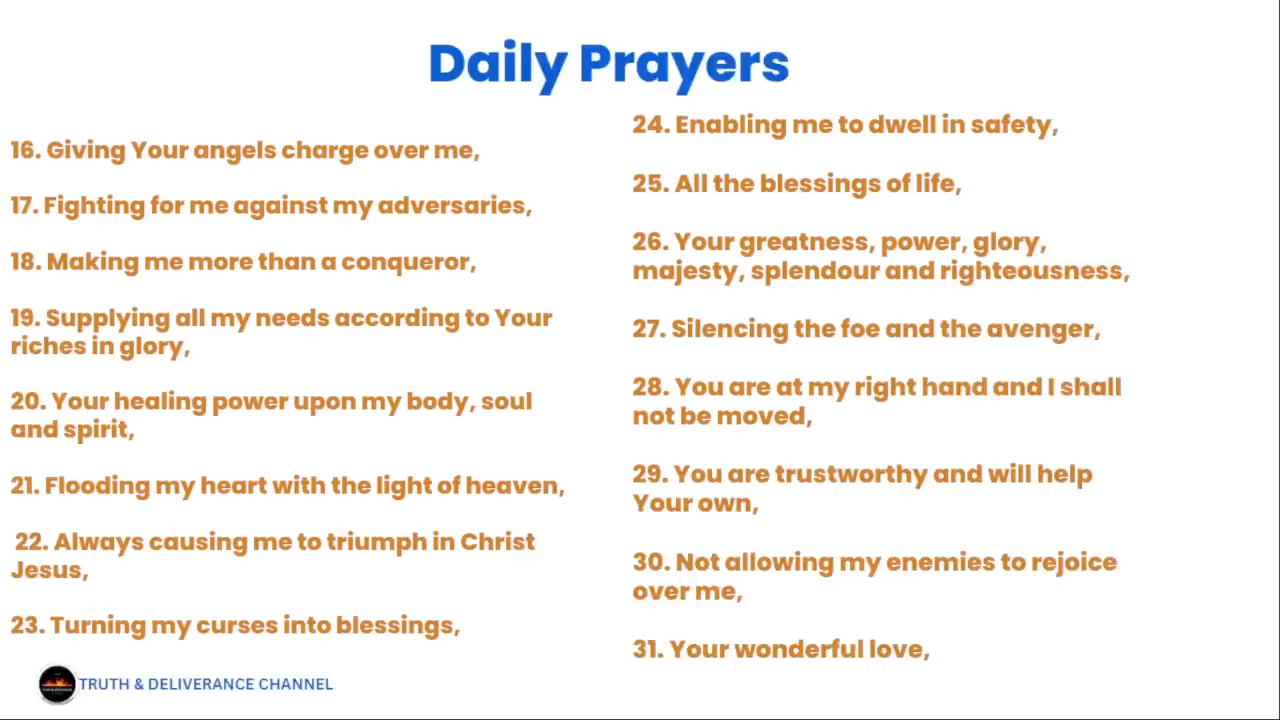 Daily Prayers
16. Giving Your angels charge over me,
17. Fighting for me against my adversaries,
18. Making me more than a conqueror,
19. Supplying all my needs according to Your
riches in glory,
20. Your healing power upon my body, soul
and spirit,
21. Flooding my heart with the light of heaven,
22. Always causing me to triumph in Christ
Jesus,
23. Turning my curses into blessings,
24. Enabling me to dwell in safety,
25. All the blessings of life,
26. Your greatness, power, glory,
majesty, splendour and righteousness,
27. Silencing the foe and the avenger,
28. You are at my right hand and I shall
not be moved,
29. You are trustworthy and will help
Your own,
30. Not allowing my enemies to rejoice
over me,
31. Your wonderful love,
TRUTH & DELIVERANCE CHANNEL